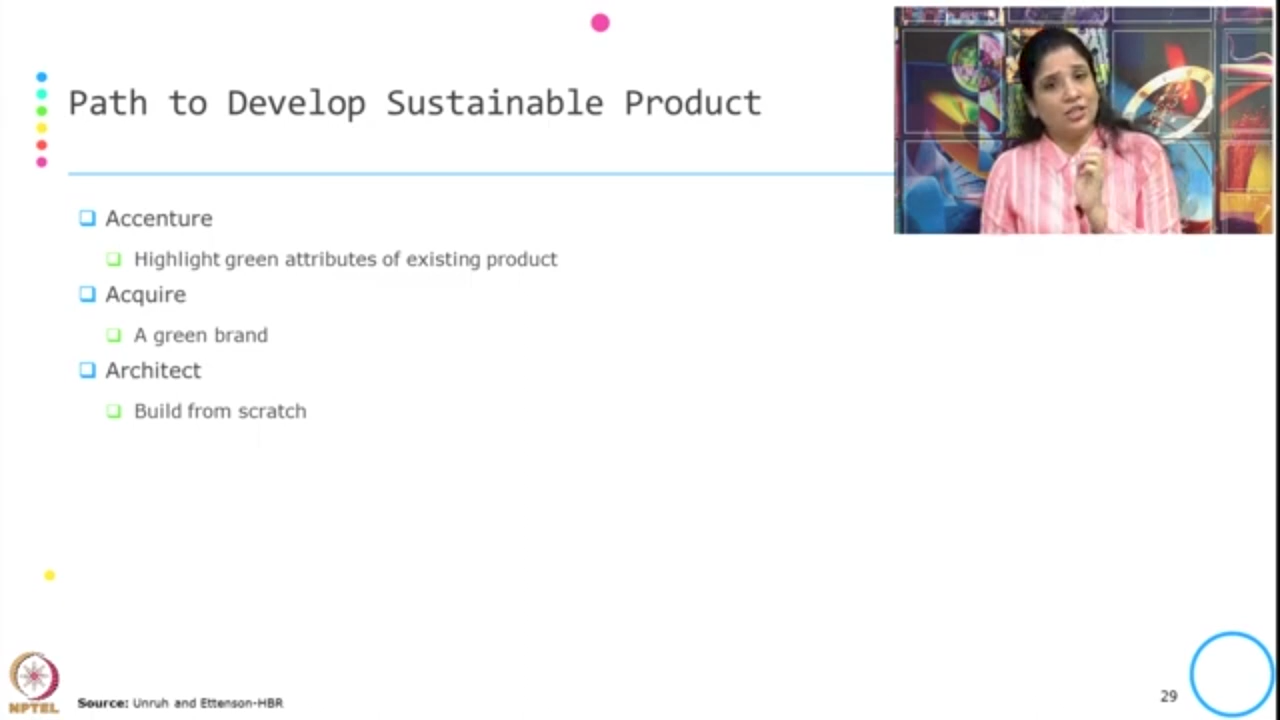 Path to Develop Sustainable Product
Accenture
Highlight green attributes of existing product
Acquire
A green brand
Architect
Build from scratch
NPTEL
Source: Unruh and Ettenson-HBR
29